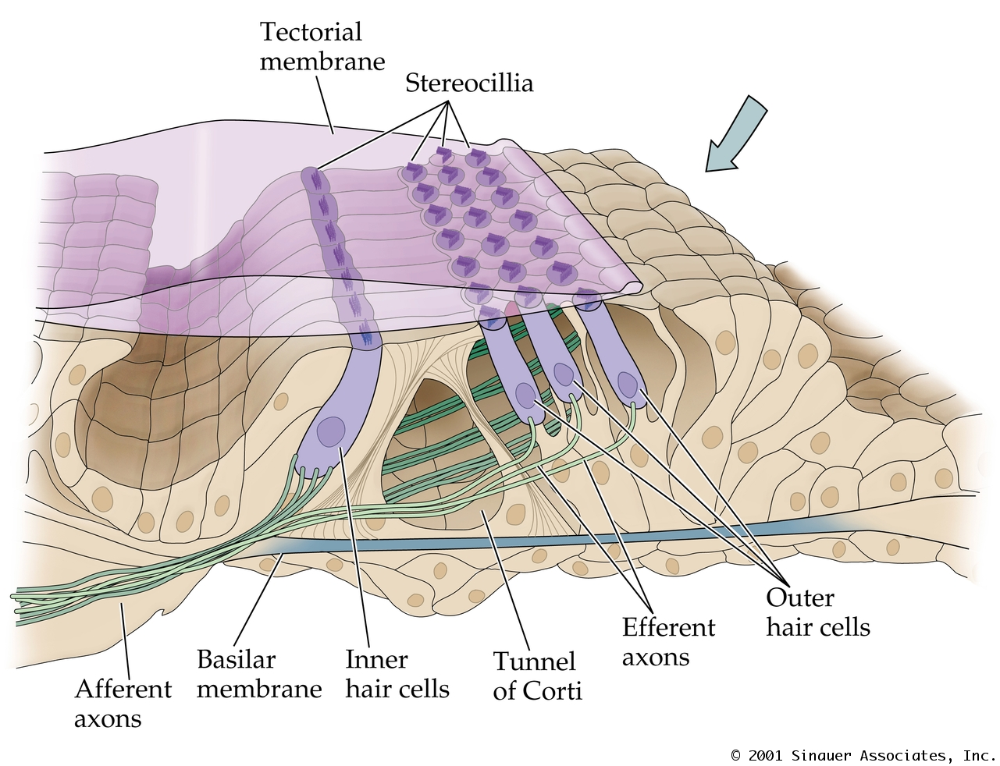 Tectorial
membrane
Stereocillia
Outer
hair cells
Efferent
axons
Tunnel
of Corti
Inner
hair cells
Basilar
membrane
Afferent
axons
© 2001 Sinauer Associates, Inc.